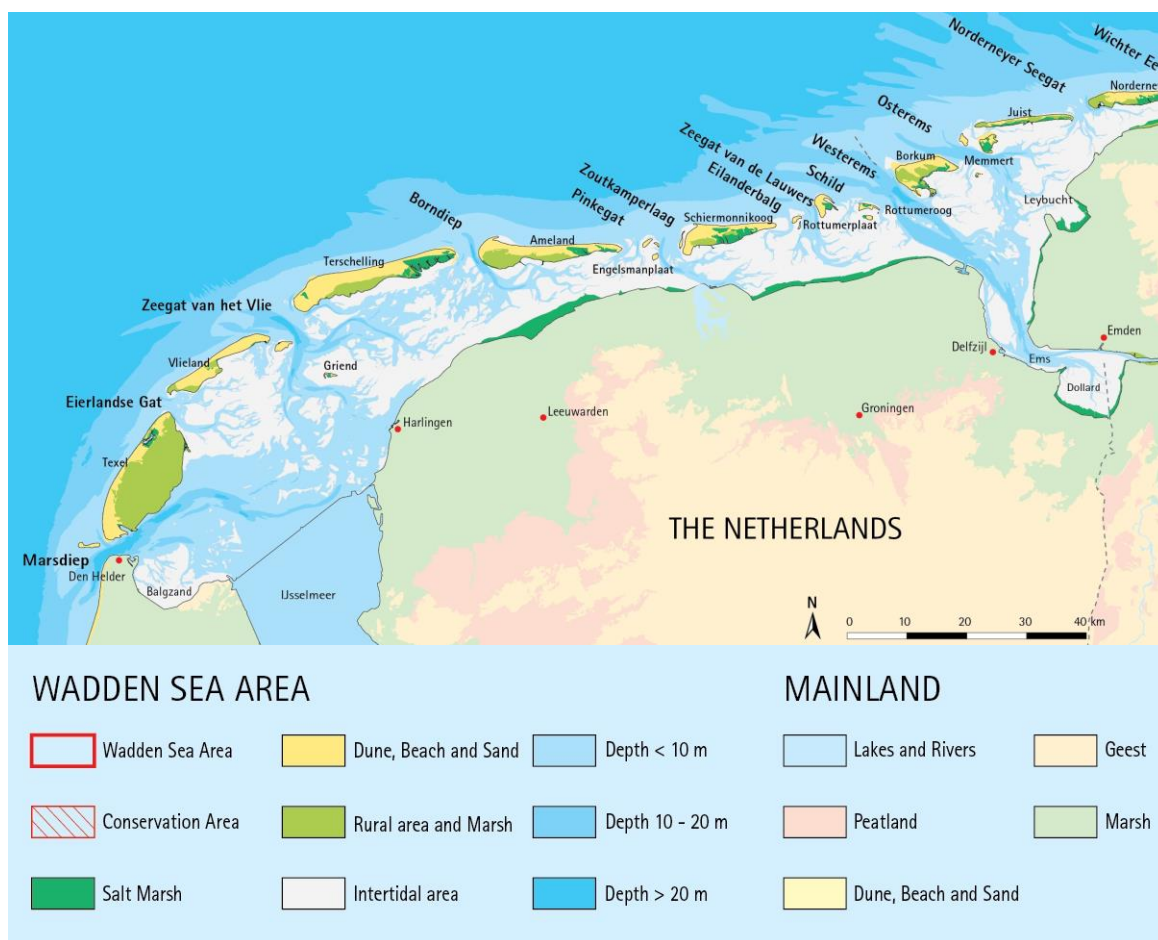 Norderneyer Seegat
Wichter Ee
Norderne
Juist
Osterems
Memmert
Borkum
Westerems
Schild
Zeegat van de Lauwers
Eilanderbalg
Zoutkamperlaag
Pinkegat
Borndiep
Leybucht
Rottumeroog
Rottumerplaat
Schiermonnikoog
Engelsmanplaat
Ameland
Terschelling
Zeegat van het Vlie
Vlieland
Griend
Emden
Delfzijl
Ems
Dollard
Eierlandse Gat
Harlingen
Leeuwarden
Groningen
Texel
THE NETHERLANDS
Marsdiep
Den Helder
Balgzand
IJsselmeer
N
0 10 20 30 40 km
WADDEN SEA AREA
Wadden Sea Area
Conservation Area
Salt Marsh
Dune, Beach and Sand
Rural area and Marsh
Intertidal area
Depth < 10 m
Depth 10 - 20 m
Depth > 20 m
MAINLAND
Lakes and Rivers
Peatland
Dune, Beach and Sand
Geest
Marsh